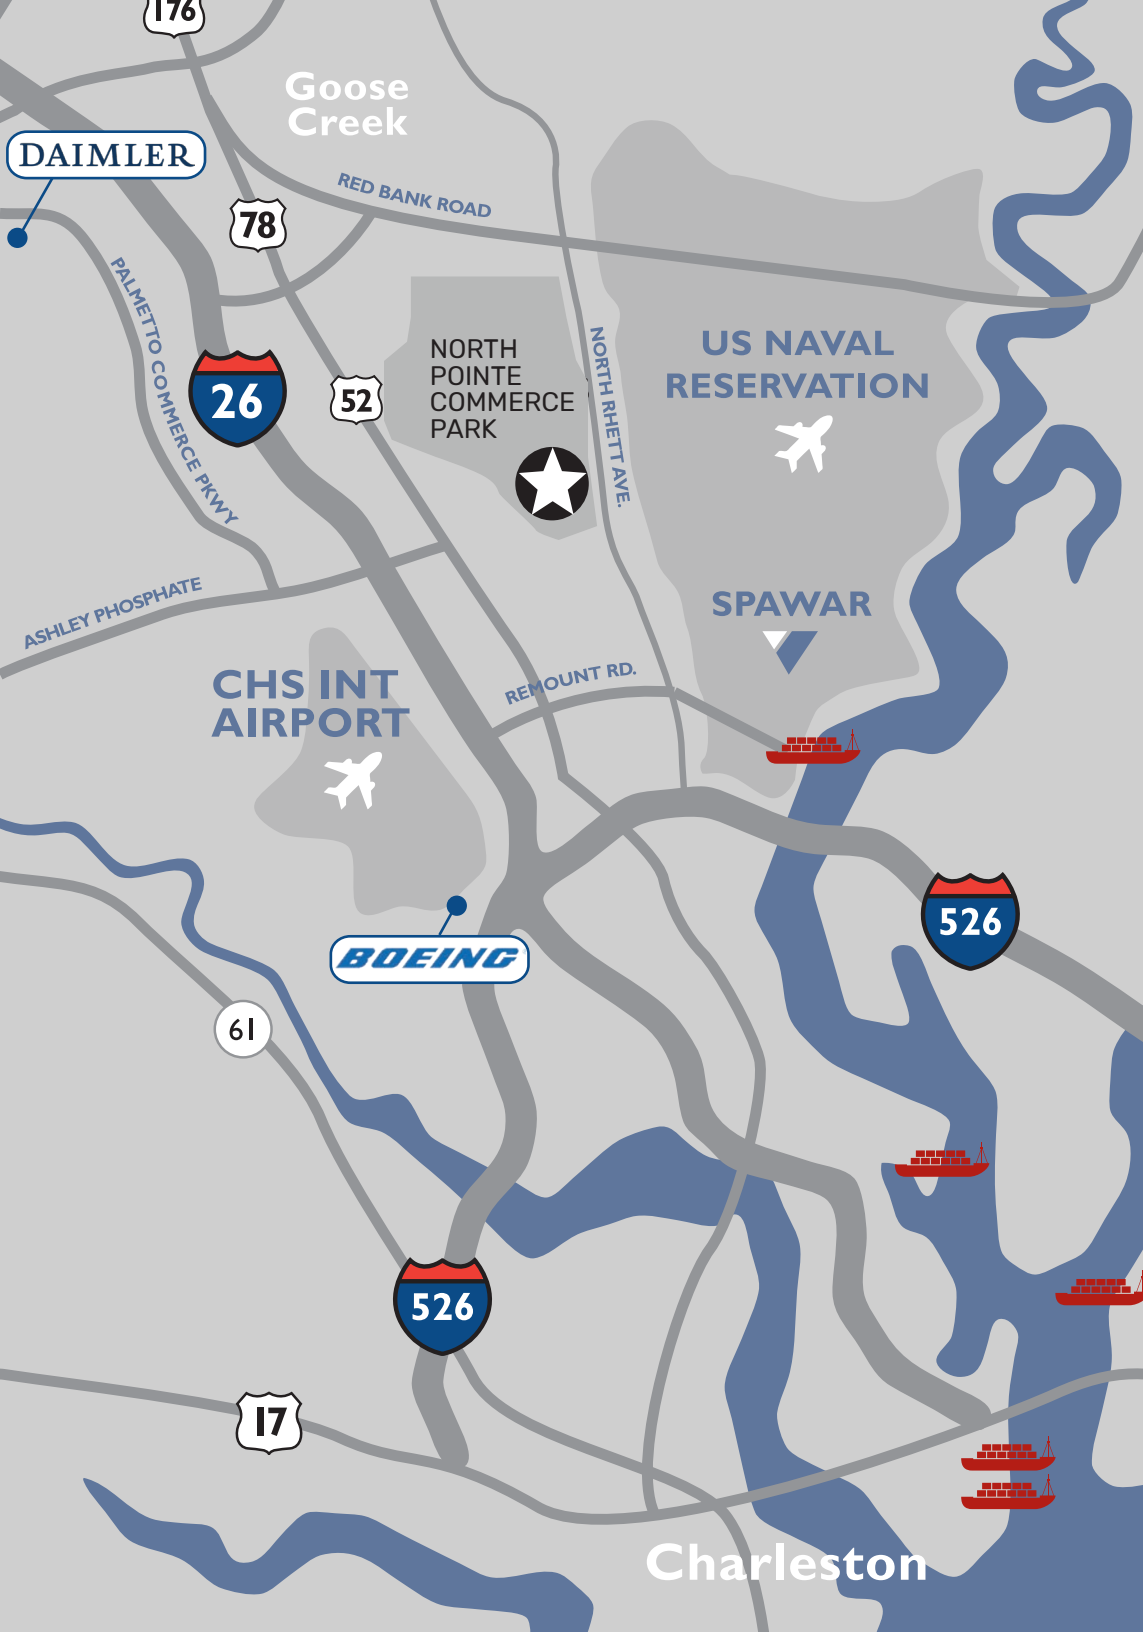 176
Goose
Creek
DAIMLER
RED BANK ROAD
78
PALMETTO COMMERCE PKWY
26
52
NORTH
POINTE
COMMERCE
PARK
NORTH RHETT AVE.
US NAVAL
RESERVATION
ASHLEY PHOSPHATE
SPAWAR
CHS INT
AIRPORT
REMOUNT RD.
526
BOEING
61
526
17
Charleston